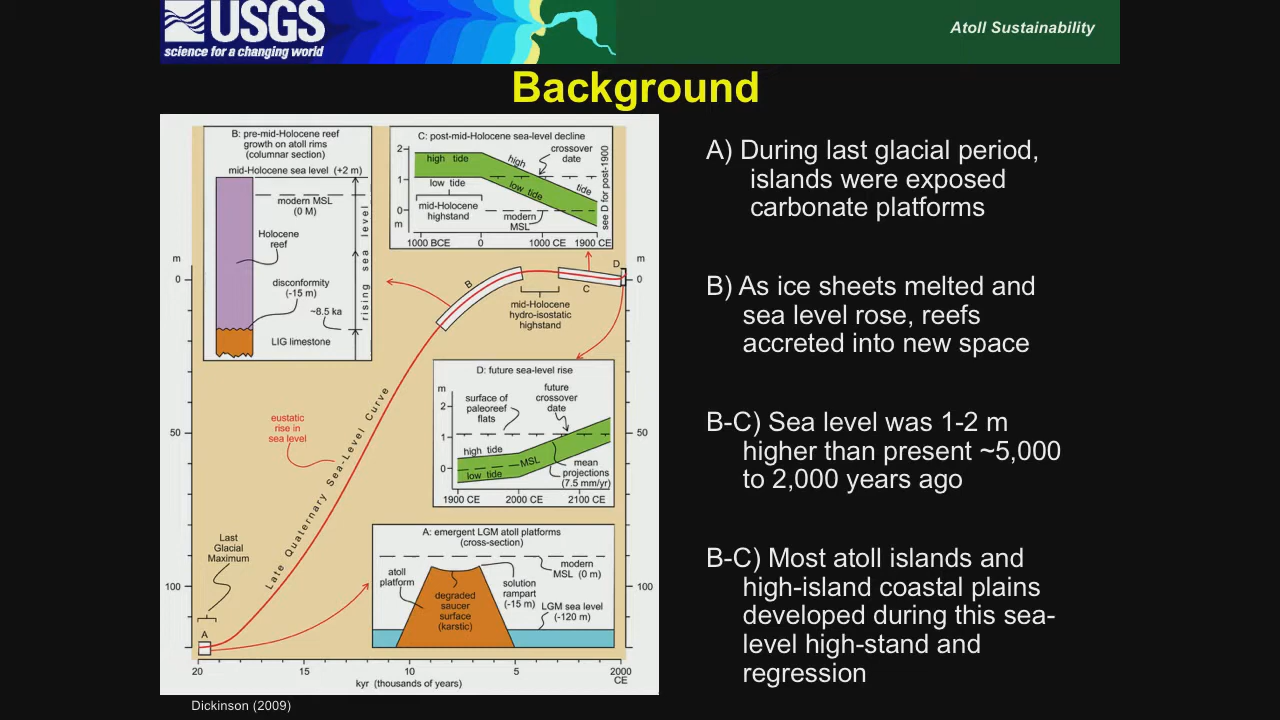 USGS
science for a changing world
Atoll Sustainability
Background
B: pre-mid-Holocene reef
growth on atoll rims
(columnar section)
mid-Holocene sea level (+2 m)
modern MSL
(0 M)
Holocene
reef
disconformity
(-15 m)
~8.5 ka
LIG limestone
rising sea level
C: post-mid-Holocene sea-level decline
2
1
0
m
high tide
low tide
mid-Holocene
highstand
high
low tide
tide
crossover
date
modern
MSL
see D for post-1900
1000 BCE
0
1000 CE
1900 CE
m
0
50
100
m
0
50
100
B
C
D
mid-Holocene
hydro-isostatic
highstand
eustatic
rise in
sea level
Late Quaternary Sea-Level Curve
D: future sea-level rise
m
2
1
0
surface of
paleoreef
flats
future
crossover
date
high tide
MSL
low tide
mean
projections
(7.5 mm/yr)
1900 CE
2000 CE
2100 CE
Last
Glacial
Maximum
A
A: emergent LGM atoll platforms
(cross-section)
modern
MSL (0 m)
atoll
platform
solution
rampart
(-15 m)
degraded
saucer
surface
(karstic)
LGM sea level
(-120 m)
20
15
10
5
2000
CE
kyr (thousands of years)
Dickinson (2009)
A) During last glacial period,
islands were exposed
carbonate platforms
B) As ice sheets melted and
sea level rose, reefs
accreted into new space
B-C) Sea level was 1-2 m
higher than present ~5,000
to 2,000 years ago
B-C) Most atoll islands and
high-island coastal plains
developed during this sea-
level high-stand and
regression